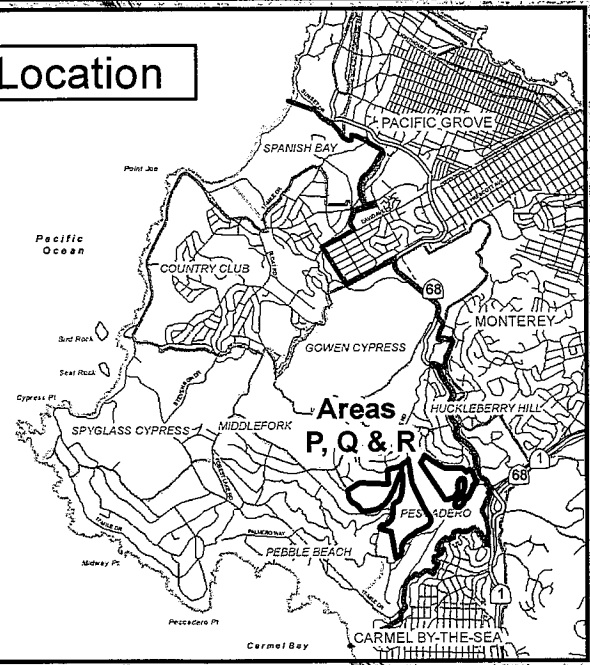 Location
PACIFIC GROVE
SPANISH BAY
Point Joe
Pacific
Ocean
COUNTRY CLUB
68
MONTEREY
GOWEN CYPRESS
Bird Rock
Seal Rock
Cypress Pt
Areas
P, Q & R
HUCKLEBERRY HILL
SPYGLASS CYPRESS
MIDDLEFORK
1
68
PESCADERO
PEBBLE BEACH
Midway Pt
1
Pescadero Pt
CARMEL BY-THE-SEA
Carmel Bay